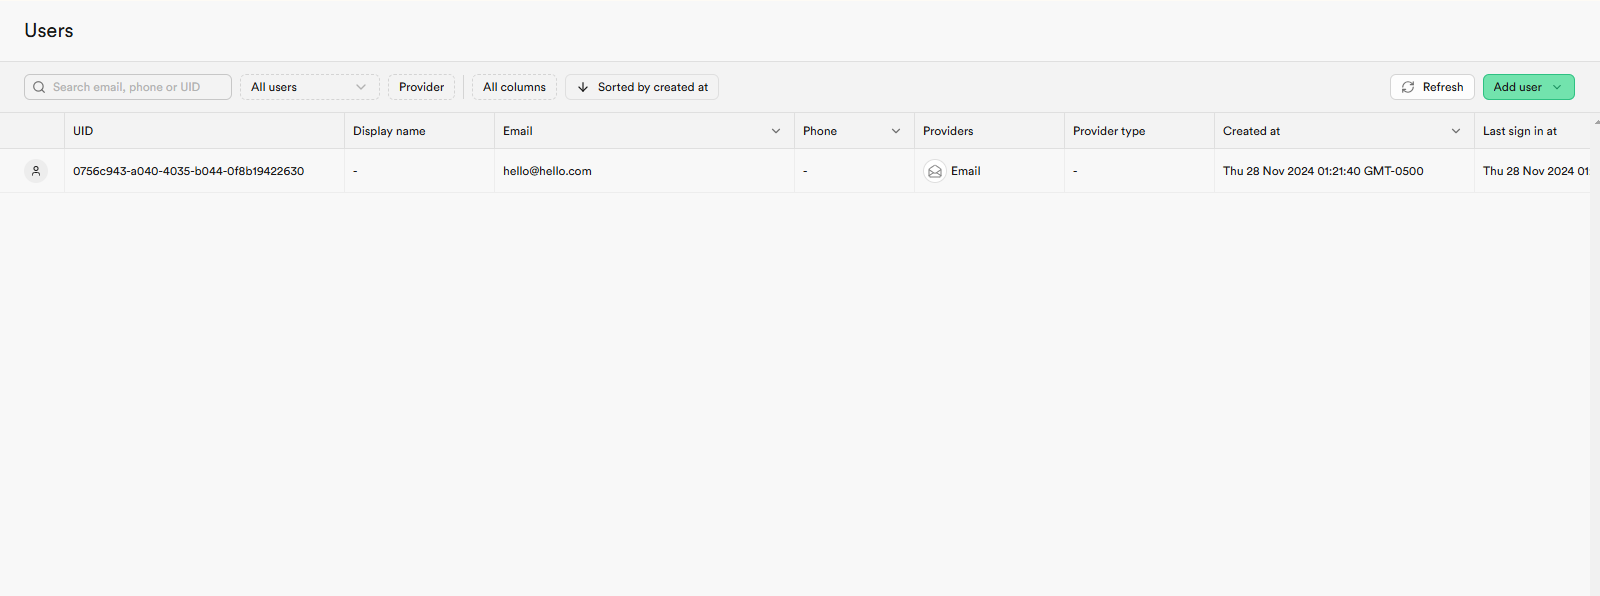 Users
Search email, phone or UID All users Provider All columns Sorted by created at Refresh Add user
UID Display name Email Phone Providers Provider type Created at Last sign in at
0756c943-a040-4035-b044-0f8b19422630 - hello@hello.com - Email - Thu 28 Nov 2024 01:21:40 GMT-0500 Thu 28 Nov 2024 01